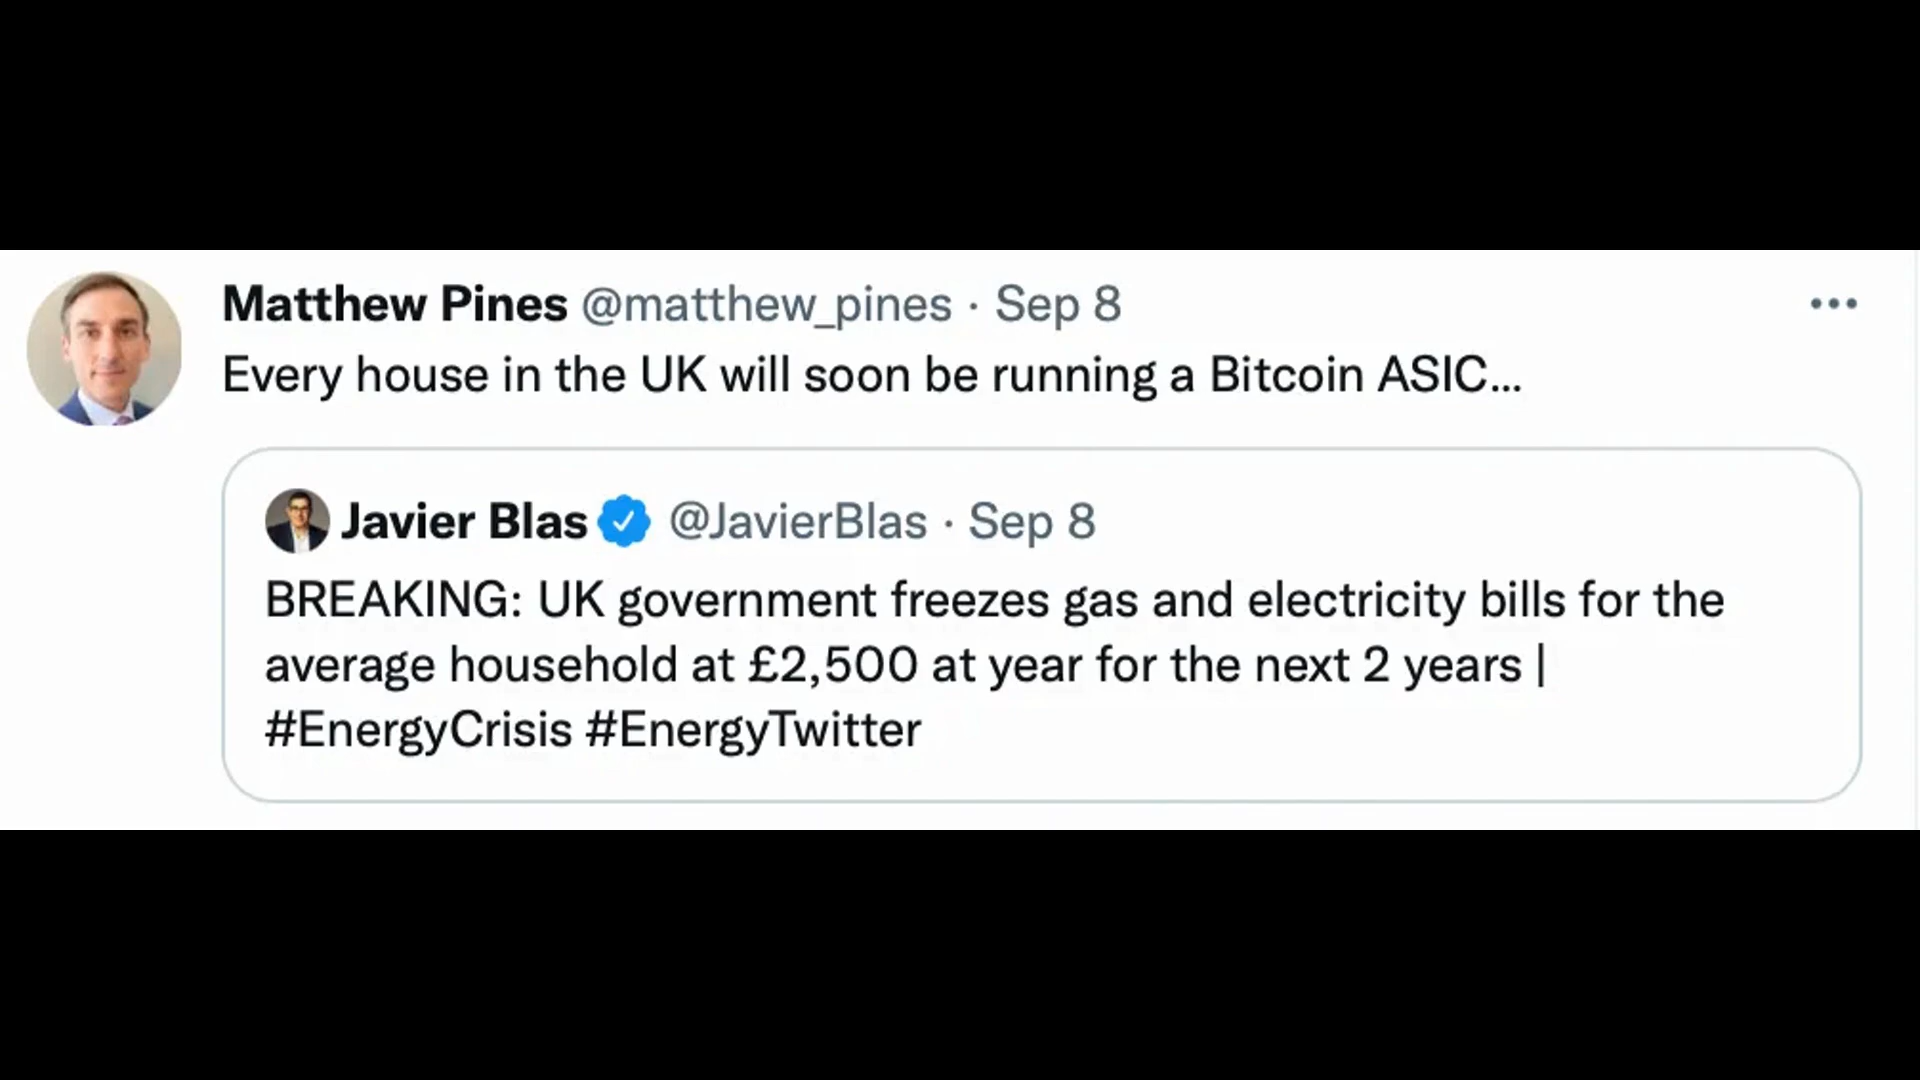 Matthew Pines @matthew_pines · Sep 8
Every house in the UK will soon be running a Bitcoin ASIC...
Javier Blas @JavierBlas · Sep 8
BREAKING: UK government freezes gas and electricity bills for the
average household at £2,500 at year for the next 2 years |
#EnergyCrisis #EnergyTwitter